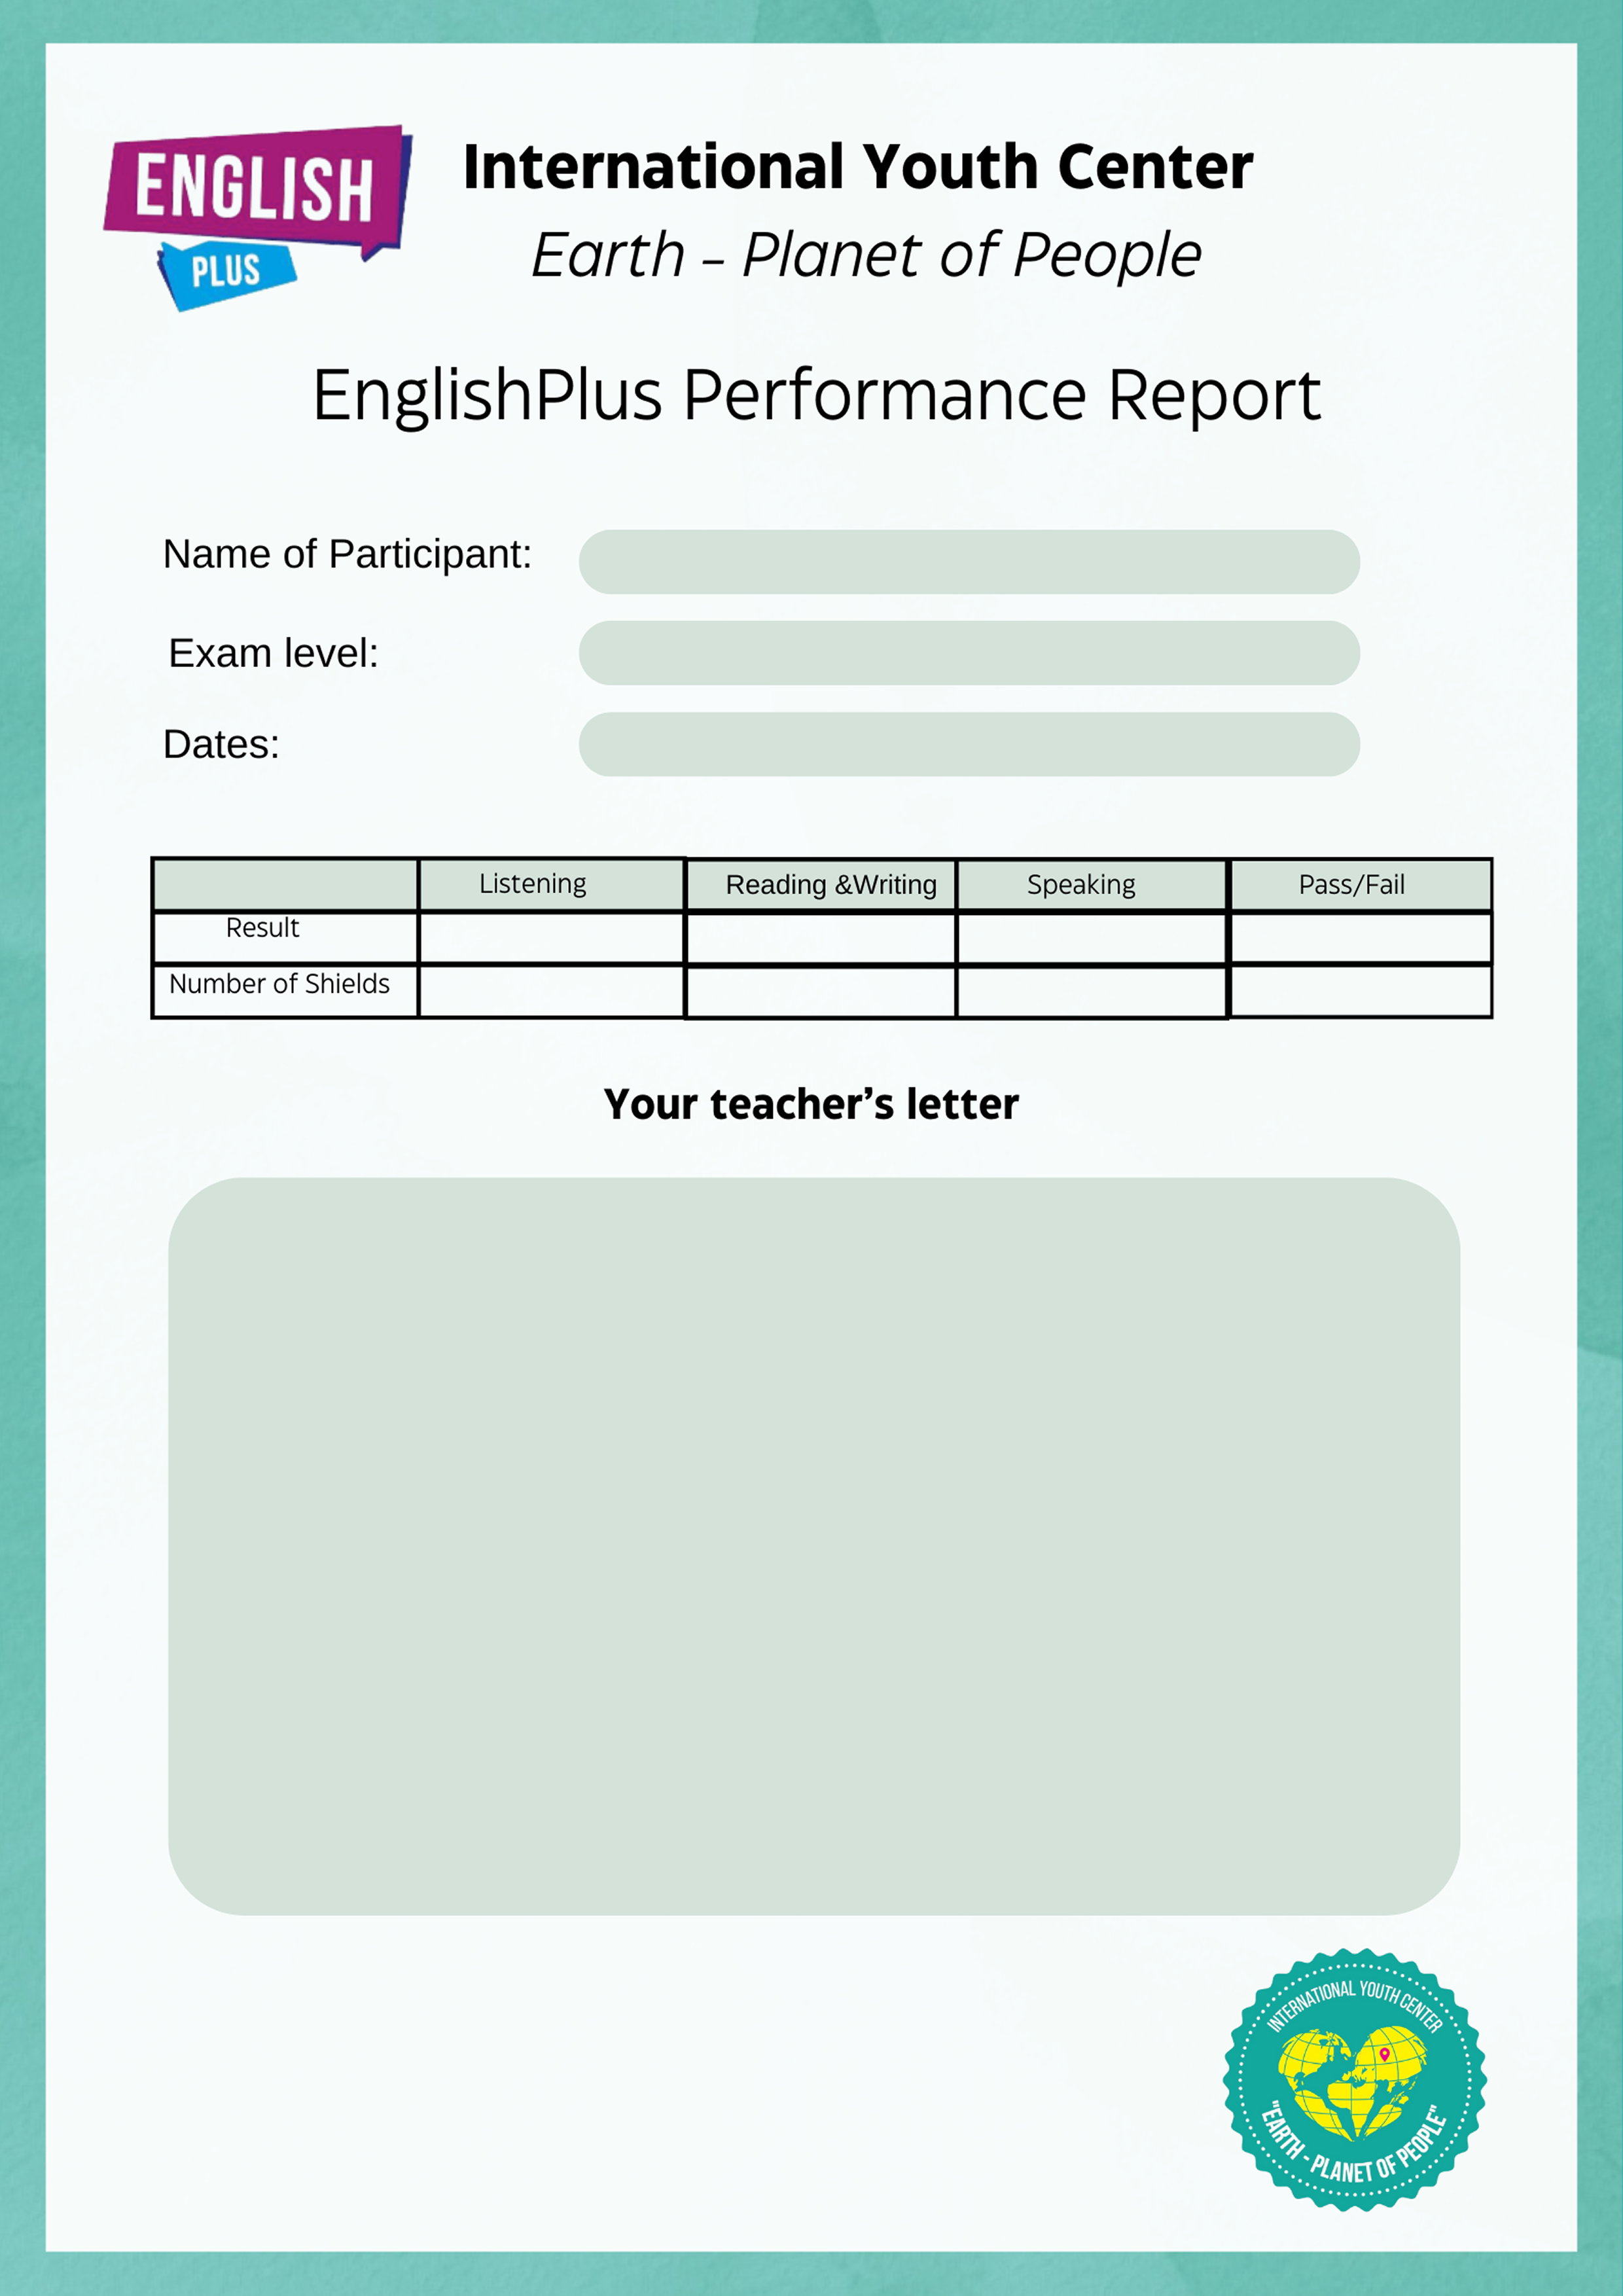 ENGLISH
PLUS
International Youth Center
Earth - Planet of People
EnglishPlus Performance Report
Name of Participant:
Exam level:
Dates:
Listening Reading &Writing Speaking Pass/Fail
Result
Number of Shields
Your teacher’s letter
INTERNATIONAL YOUTH CENTER
"EARTH - PLANET OF PEOPLE"